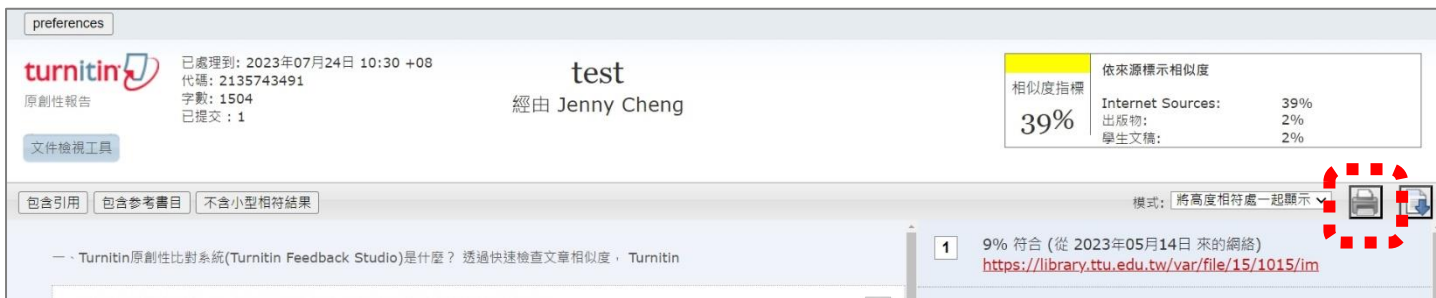 preferences
turnitin
原創性報告
文件檢視工具
已處理到: 2023年07月24日 10:30 +08
代碼: 2135743491
字數: 1504
已提交 : 1
test
經由 Jenny Cheng
相似度指標
39%
依來源標示相似度
Internet Sources: 39%
出版物: 2%
學生文稿: 2%
包含引用 包含參考書目 不含小型相符結果
模式: 將高度相符處一起顯示
一、Turnitin原創性比對系統(Turnitin Feedback Studio)是什麼？ 透過快速檢查文章相似度， Turnitin
1 9% 符合 (從 2023年05月14日 來的網絡)
https://library.ttu.edu.tw/var/file/15/1015/im